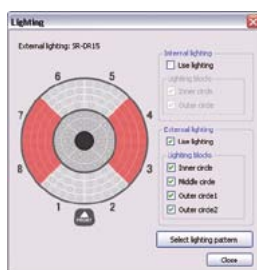 Lighting
External lighting: SR-DR15
6 5
7 4
8 3
1 2
FRONT
Internal lighting
Use lighting
Lighting blocks
Inner circle
Outer circle
External lighting
Use lighting
Lighting blocks
Inner circle
Middle circle
Outer circle1
Outer circle2
Select lighting pattern
Close